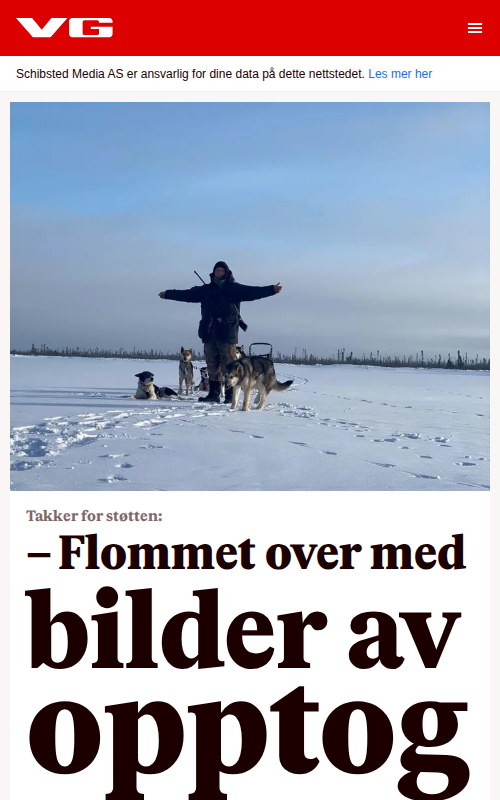 VG
Schibsted Media AS er ansvarlig for dine data på dette nettstedet. Les mer her
Takker for støtten:
– Flommet over med
bilder av
opptog